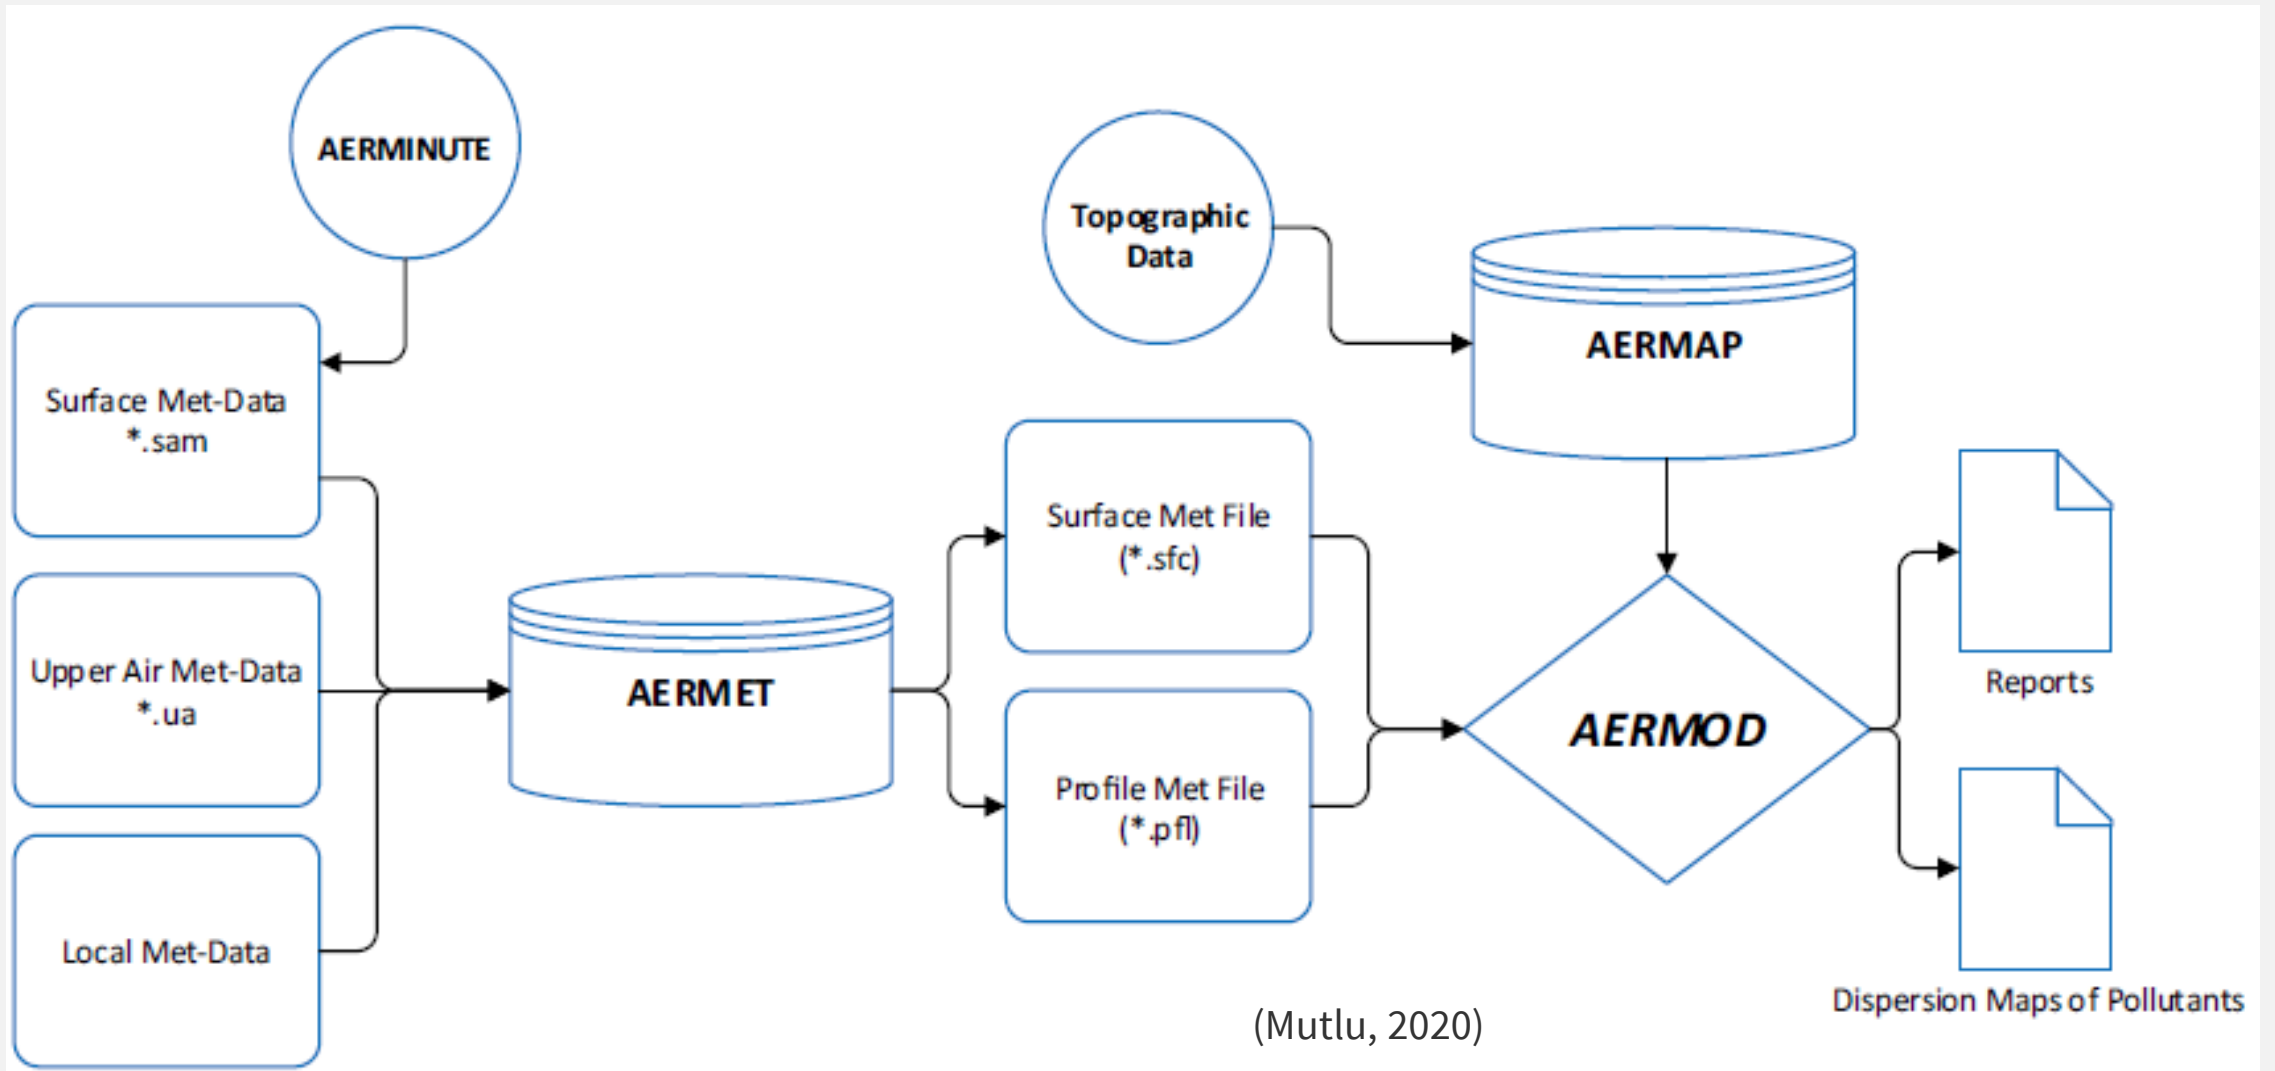 AERMINUTE
Surface Met-Data
*.sam
Upper Air Met-Data
*.ua
Local Met-Data
AERMET
Topographic
Data
AERMAP
Surface Met File
(*.sfc)
Profile Met File
(*.pfl)
AERMOD
Reports
Dispersion Maps of Pollutants
(Mutlu, 2020)